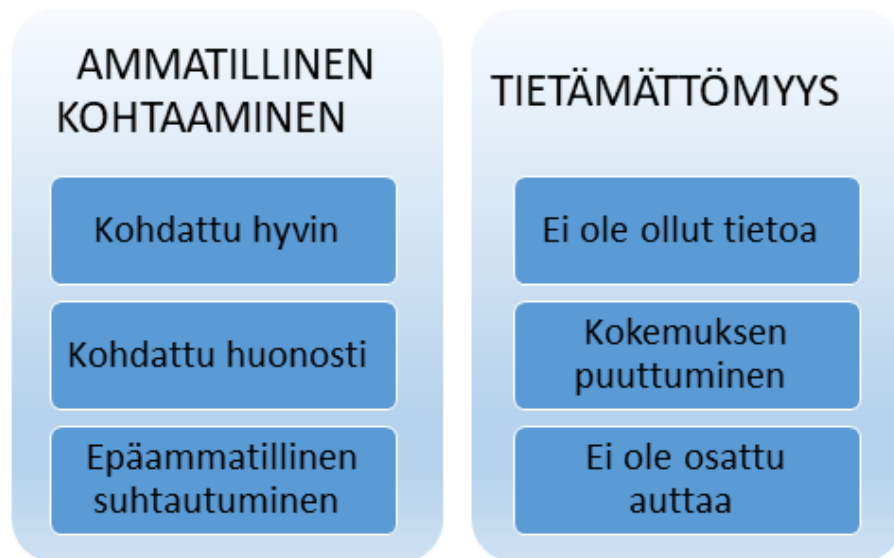 AMMATILLINEN
KOHTAAMINEN
Kohdattu hyvin
Kohdattu huonosti
Epäammatillinen
suhtautuminen
TIETÄMÄTTÖMYYS
Ei ole ollut tietoa
Kokemuksen
puuttuminen
Ei ole osattu
auttaa